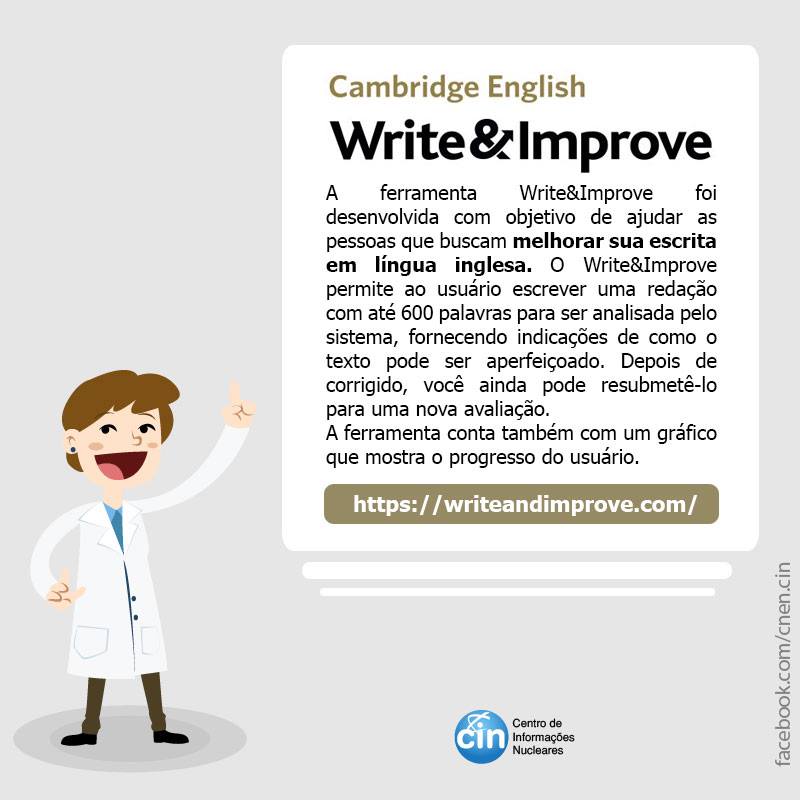 Cambridge English
Write&Improve
A ferramenta Write&Improve foi
desenvolvida com objetivo de ajudar as
pessoas que buscam melhorar sua escrita
em língua inglesa. O Write&Improve
permite ao usuário escrever uma redação
com até 600 palavras para ser analisada pelo
sistema, fornecendo indicações de como o
texto pode ser aperfeiçoado. Depois de
corrigido, você ainda pode resubmetê-lo
para uma nova avaliação.
A ferramenta conta também com um gráfico
que mostra o progresso do usuário.
https://writeandimprove.com/
facebook.com/cnen.cin
cin
Centro de
Informações
Nucleares